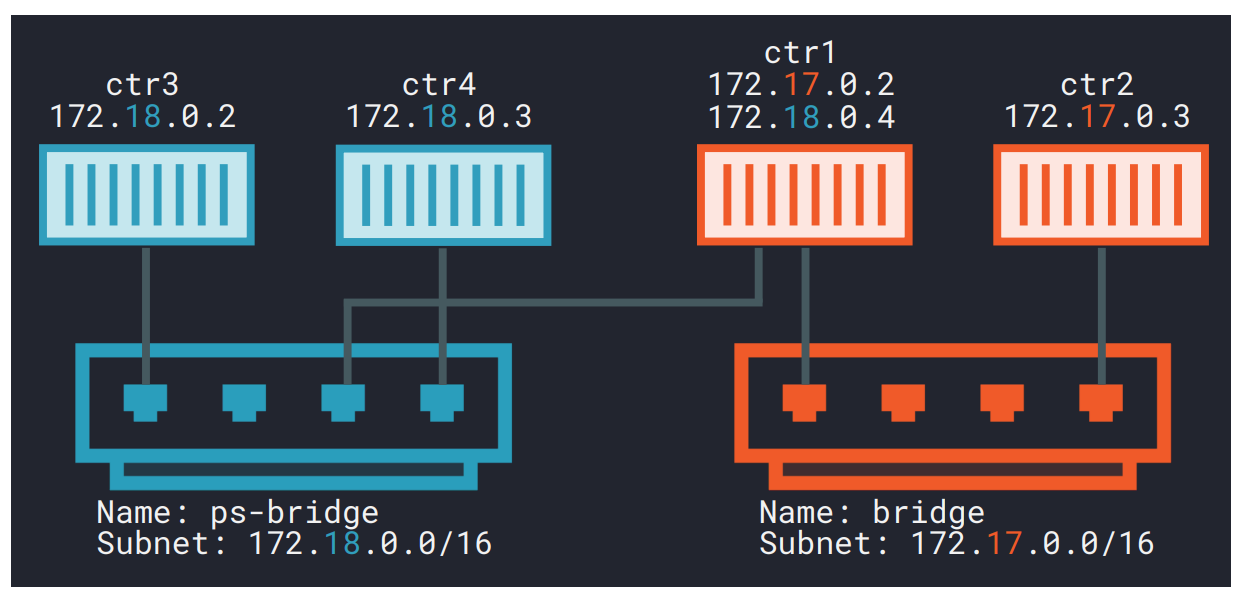 ctr3
172.18.0.2
ctr4
172.18.0.3
ctr1
172.17.0.2
172.18.0.4
ctr2
172.17.0.3
Name: ps-bridge
Subnet: 172.18.0.0/16
Name: bridge
Subnet: 172.17.0.0/16